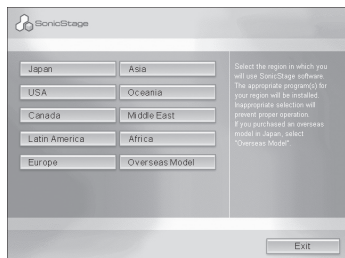 SonicStage
Japan
Asia
USA
Oceania
Canada
Middle East
Latin America
Africa
Europe
Overseas Model
Select the region in which you
will use SonicStage software.
The appropriate program(s) for
your region will be installed.
Inappropriate selection will
prevent proper operation.
If you purchased an overseas
model in Japan, select
"Overseas Model".
Exit